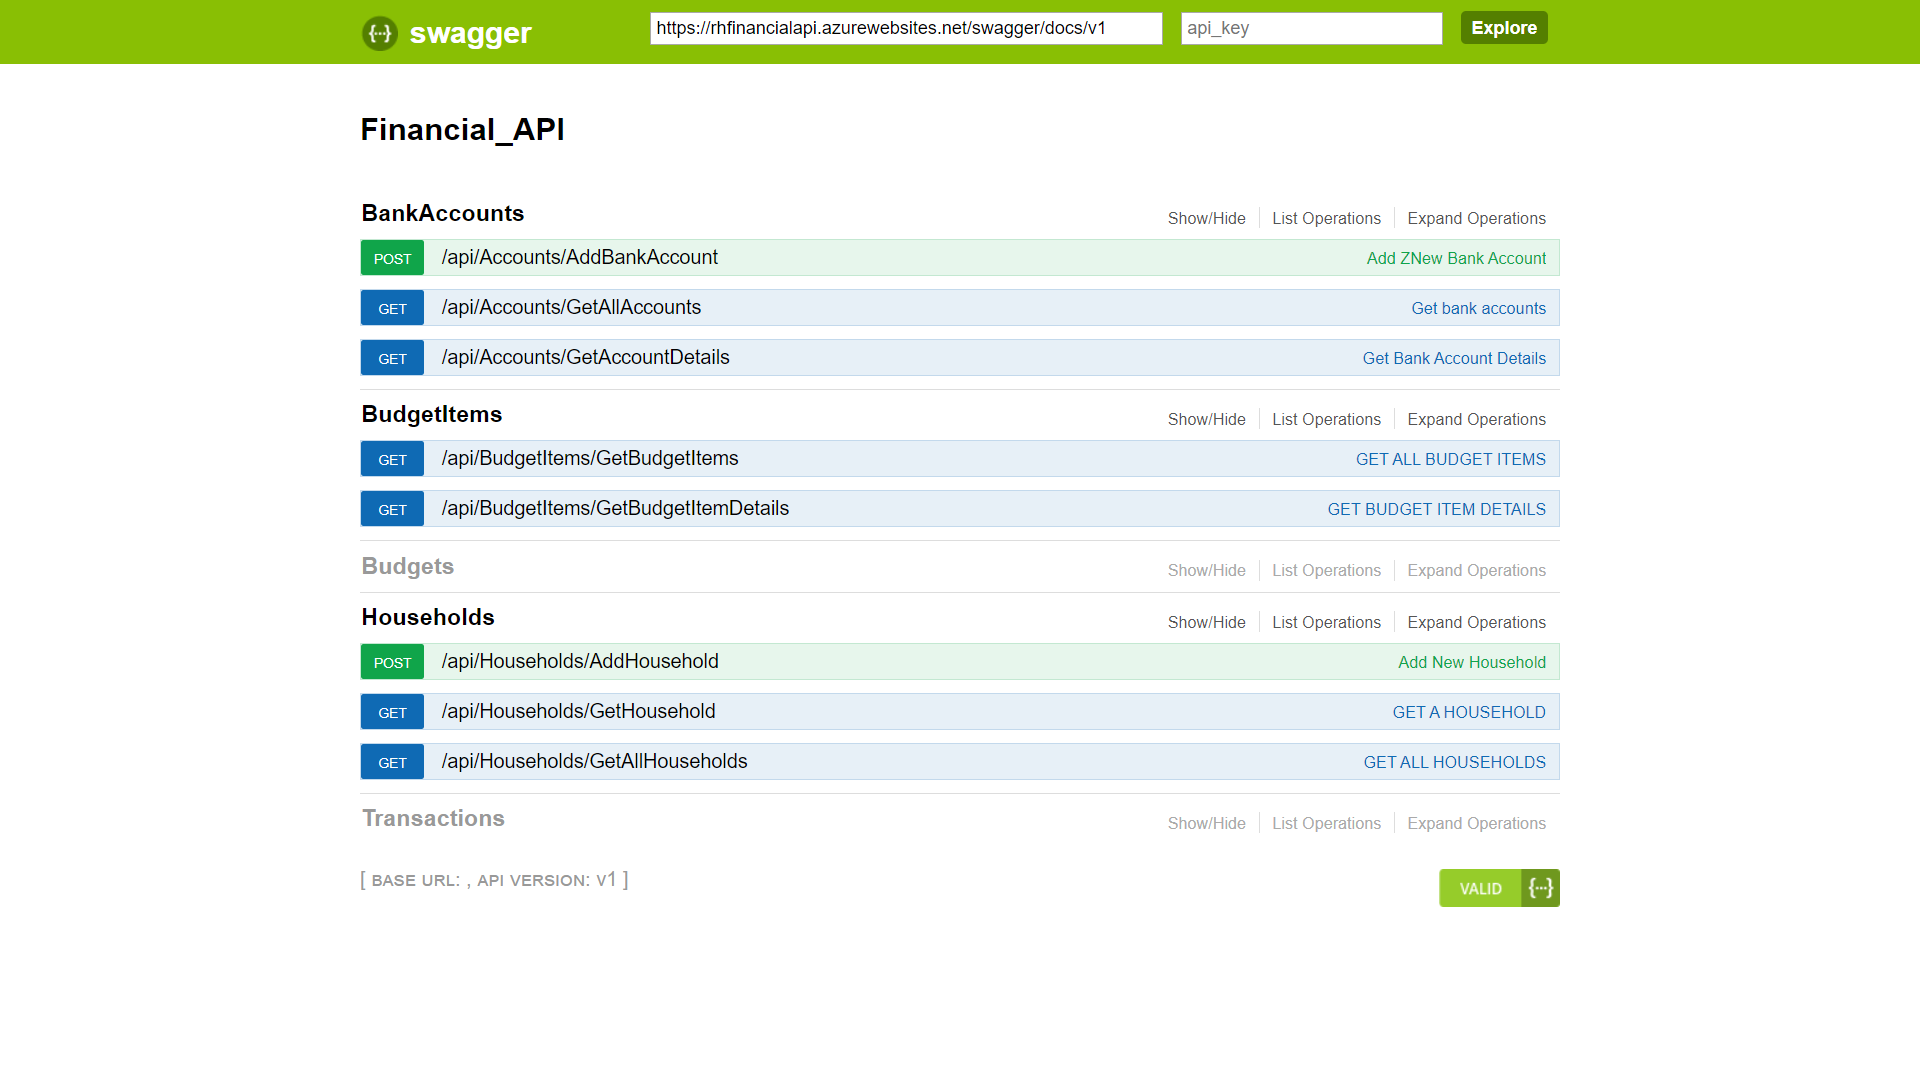 {···} swagger https://rhfinancialapi.azurewebsites.net/swagger/docs/v1 api_key Explore
Financial_API
BankAccounts Show/Hide List Operations Expand Operations
POST /api/Accounts/AddBankAccount Add ZNew Bank Account
GET /api/Accounts/GetAllAccounts Get bank accounts
GET /api/Accounts/GetAccountDetails Get Bank Account Details
BudgetItems Show/Hide List Operations Expand Operations
GET /api/BudgetItems/GetBudgetItems GET ALL BUDGET ITEMS
GET /api/BudgetItems/GetBudgetItemDetails GET BUDGET ITEM DETAILS
Budgets Show/Hide List Operations Expand Operations
Households Show/Hide List Operations Expand Operations
POST /api/Households/AddHousehold Add New Household
GET /api/Households/GetHousehold GET A HOUSEHOLD
GET /api/Households/GetAllHouseholds GET ALL HOUSEHOLDS
Transactions Show/Hide List Operations Expand Operations
[ BASE URL: , API VERSION: V1 ] VALID {···}